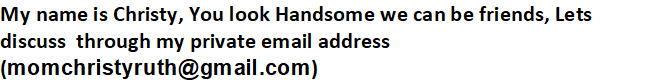 My name is Christy, You look Handsome we can be friends, Lets
discuss  through my private email address
(momchristyruth@gmail.com)